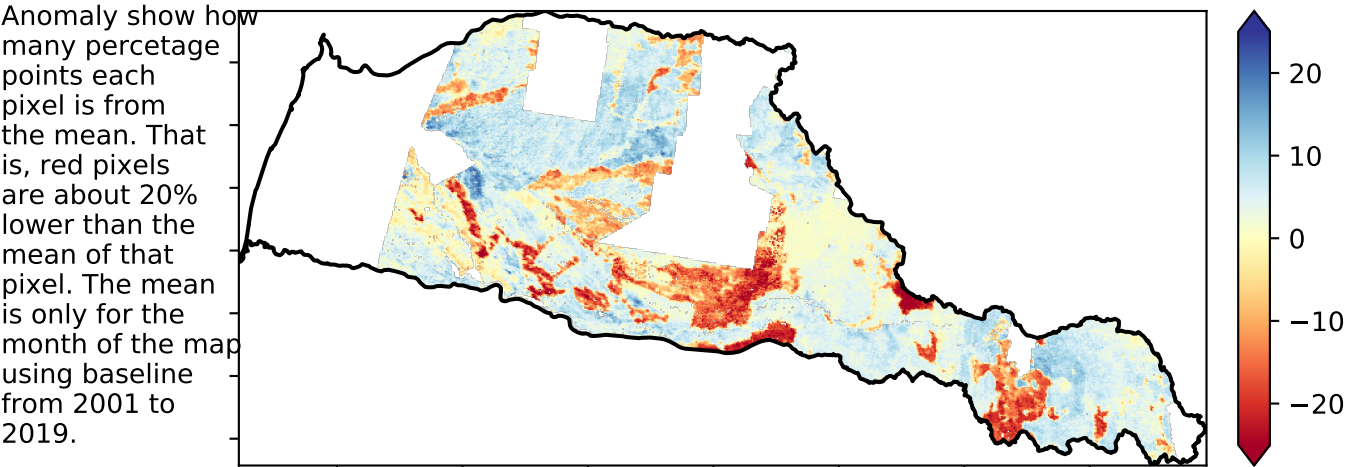 Anomaly show how
many percetage
points each
pixel is from
the mean. That
is, red pixels
are about 20%
lower than the
mean of that
pixel. The mean
is only for the
month of the map
using baseline
from 2001 to
2019.
20
10
0
−10
−20